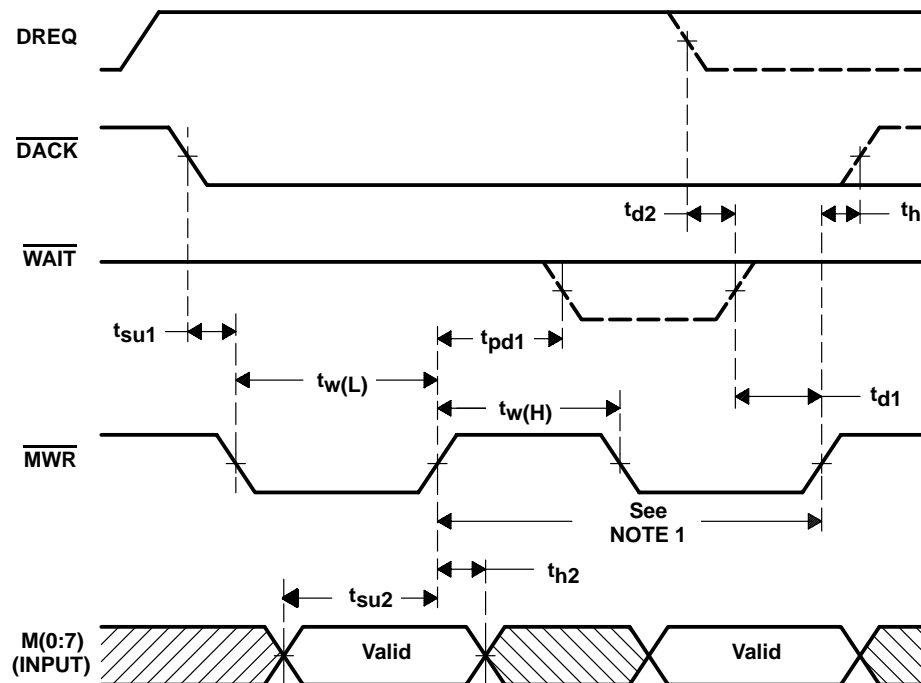 DREQ
DACK
td2
th
WAIT
tsu1
tpd1
tw(L)
td1
tw(H)
MWR
See
NOTE 1
th2
tsu2
M(0:7)
(INPUT)
Valid
Valid